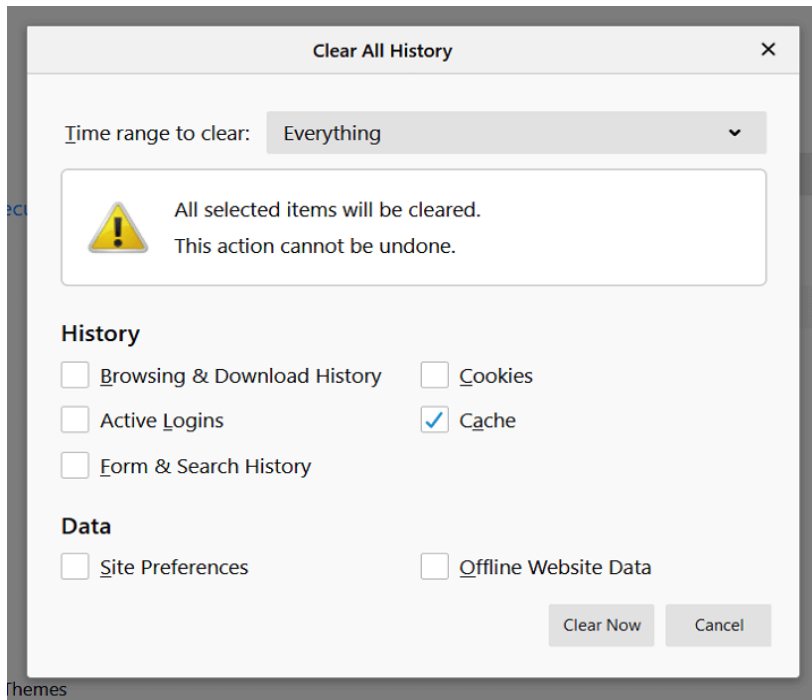 Clear All History
Time range to clear: Everything
All selected items will be cleared.
This action cannot be undone.
History
Browsing & Download History Cookies
Active Logins Cache
Form & Search History
Data
Site Preferences Offline Website Data
Clear Now Cancel
Themes